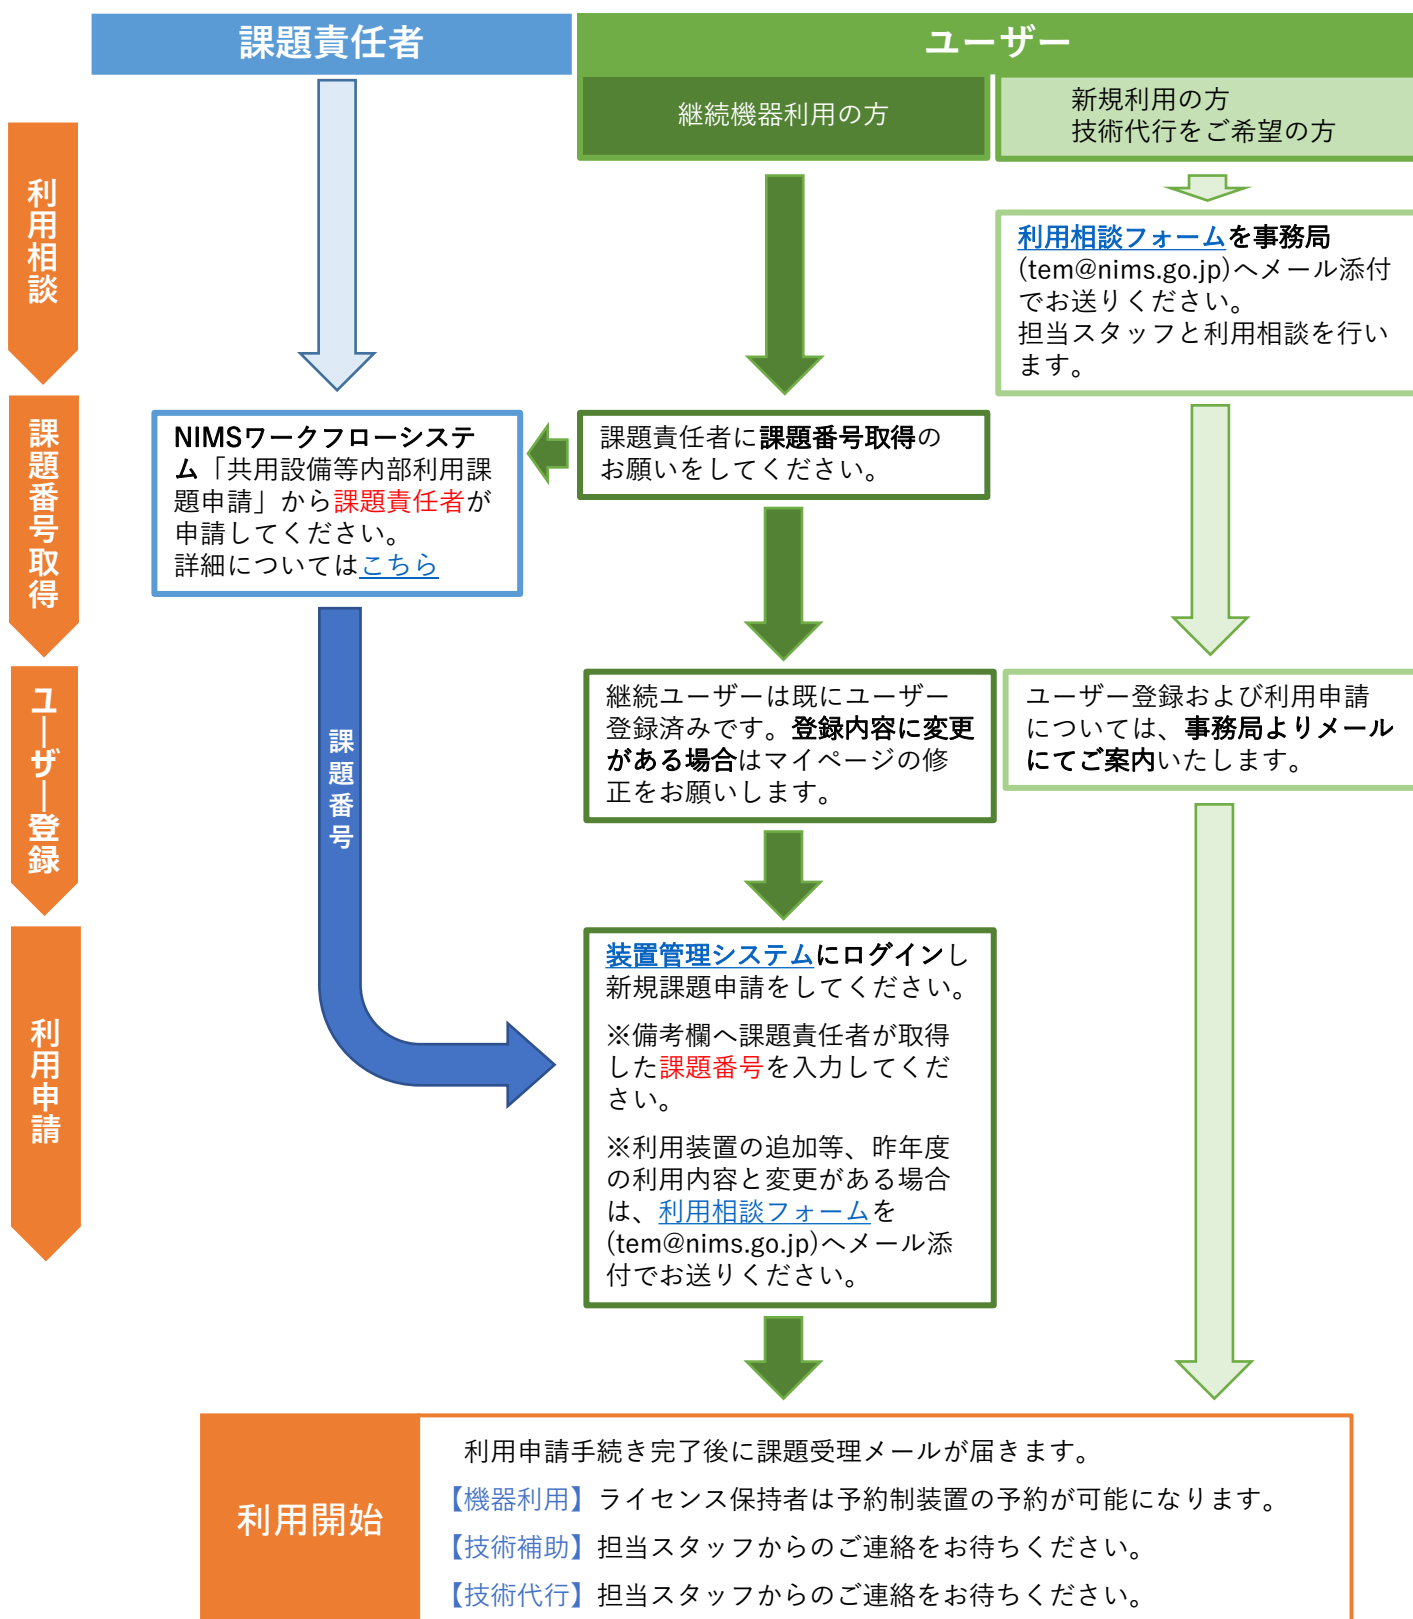 課題責任者
ユーザー
継続機器利用の方
新規利用の方
技術代行をご希望の方
利用相談
利用相談フォームを事務局
(tem@nims.go.jp)へメール添付
でお送りください。
担当スタッフと利用相談を行い
ます。
課題番号取得
NIMSワークフローシステ
ム「共用設備等内部利用課
題申請」から課題責任者が
申請してください。
詳細についてはこちら
課題責任者に課題番号取得の
お願いをしてください。
ユーザー登録
課題番号
継続ユーザーは既にユーザー
登録済みです。登録内容に変更
がある場合はマイページの修
正をお願いします。
ユーザー登録および利用申請
については、事務局よりメール
にてご案内いたします。
利用申請
装置管理システムにログインし
新規課題申請をしてください。
※備考欄へ課題責任者が取得
した課題番号を入力してくだ
さい。
※利用装置の追加等、昨年度
の利用内容と変更がある場合
は、利用相談フォームを
(tem@nims.go.jp)へメール添
付でお送りください。
利用開始
利用申請手続き完了後に課題受理メールが届きます。
【機器利用】ライセンス保持者は予約制装置の予約が可能になります。
【技術補助】担当スタッフからのご連絡をお待ちください。
【技術代行】担当スタッフからのご連絡をお待ちください。